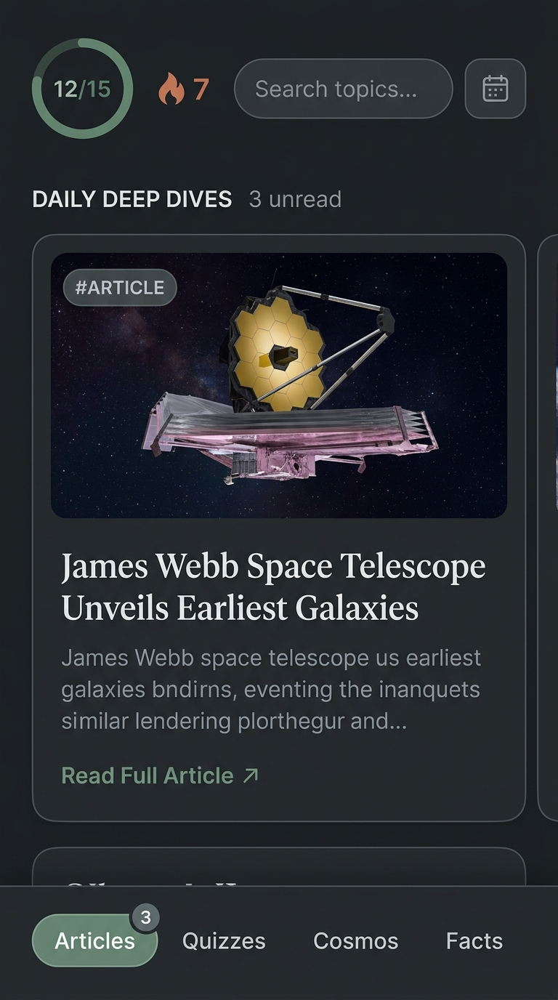 12/15
7
Search topics...
DAILY DEEP DIVES 3 unread
#ARTICLE
James Webb Space Telescope
Unveils Earliest Galaxies
James Webb space telescope us earliest
galaxies bndirns, eventing the inanquets
similar lendering plorthegur and...
Read Full Article
3
Articles Quizzes Cosmos Facts